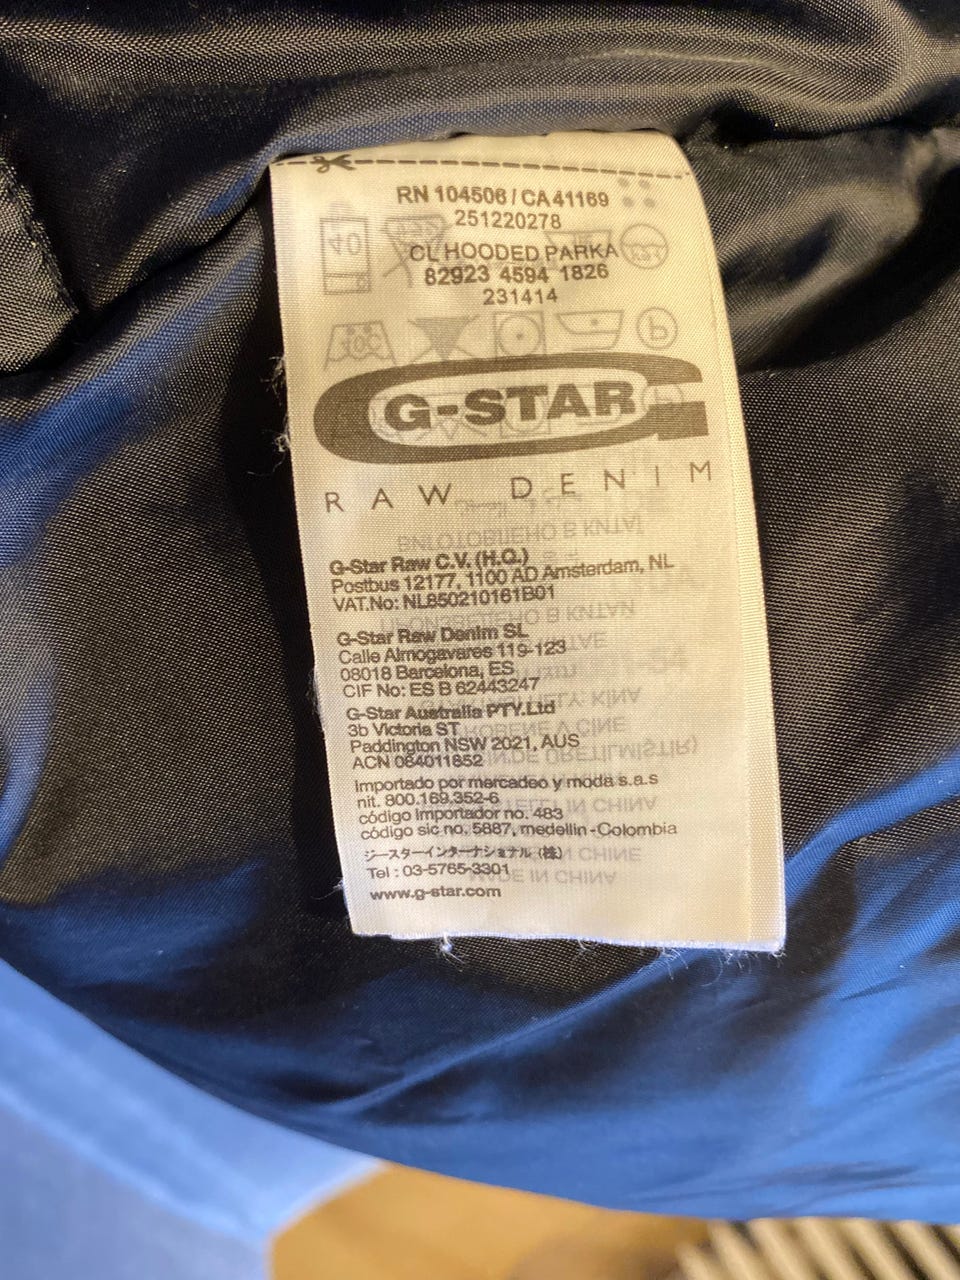 RN 104506 / CA 41169
251220278
CL HOODED PARKA
82923 4594 1826
231414
G-STAR
RAW DENIM
G-Star Raw C.V. (H.Q.)
Postbus 12177, 1100 AD Amsterdam, NL
VAT.No: NL850210161B01
G-Star Raw Denim SL
Calle Almogavares 119-123
08018 Barcelona, ES
CIF No: ES B 62443247
G-Star Australia PTY.Ltd
3b Victoria ST
Paddington NSW 2021, AUS
ACN 064011852
Importado por mercadeo y moda s.a.s
nit. 800.169.352-6
código importador no. 483
código sic no. 5887, medellin-Colombia
ジースターインターナショナル（株）
Tel : 03-5765-3301
www.g-star.com